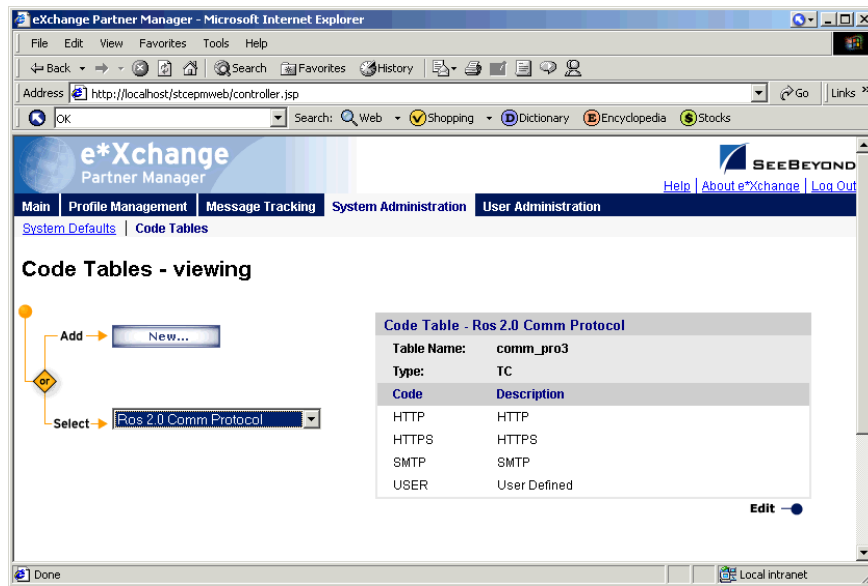 eXchange Partner Manager - Microsoft Internet Explorer
File Edit View Favorites Tools Help
Back Search Favorites History
Address http://localhost/stcepmweb/controller.jsp Go Links »
OK Search: Web Shopping Dictionary Encyclopedia Stocks
e*Xchange
Partner Manager
SEEBEYOND
Help | About e*Xchange | Log Out
Main Profile Management Message Tracking System Administration User Administration
System Defaults | Code Tables
Code Tables - viewing
Add New...
or
Select Ros 2.0 Comm Protocol
Code Table - Ros 2.0 Comm Protocol
Table Name: comm_pro3
Type: TC
Code Description
HTTP HTTP
HTTPS HTTPS
SMTP SMTP
USER User Defined
Edit
Done Local intranet